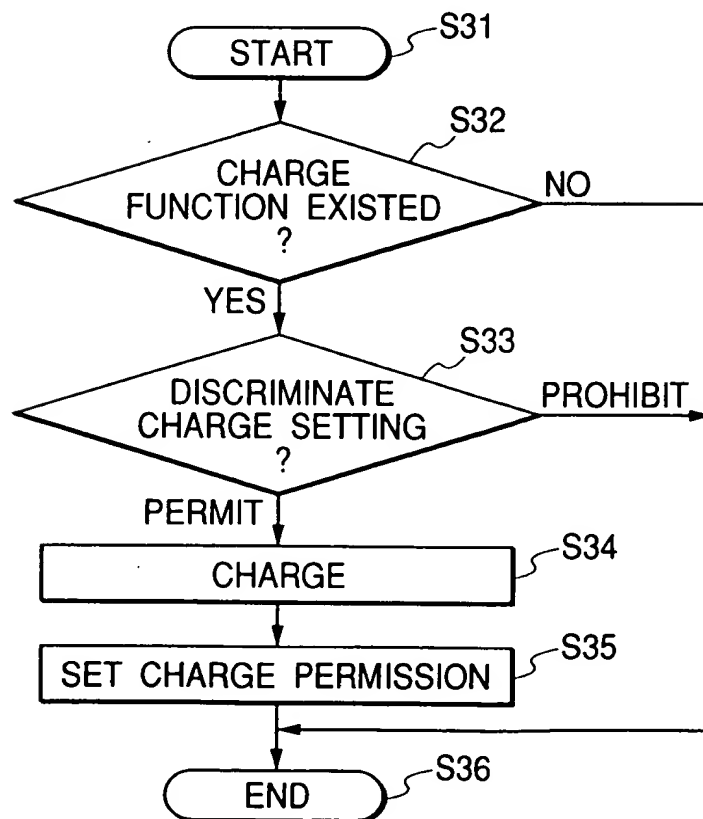 S31
START
S32
CHARGE
FUNCTION EXISTED
?
NO
YES
S33
DISCRIMINATE
CHARGE SETTING
?
PROHIBIT
PERMIT
S34
CHARGE
S35
SET CHARGE PERMISSION
S36
END